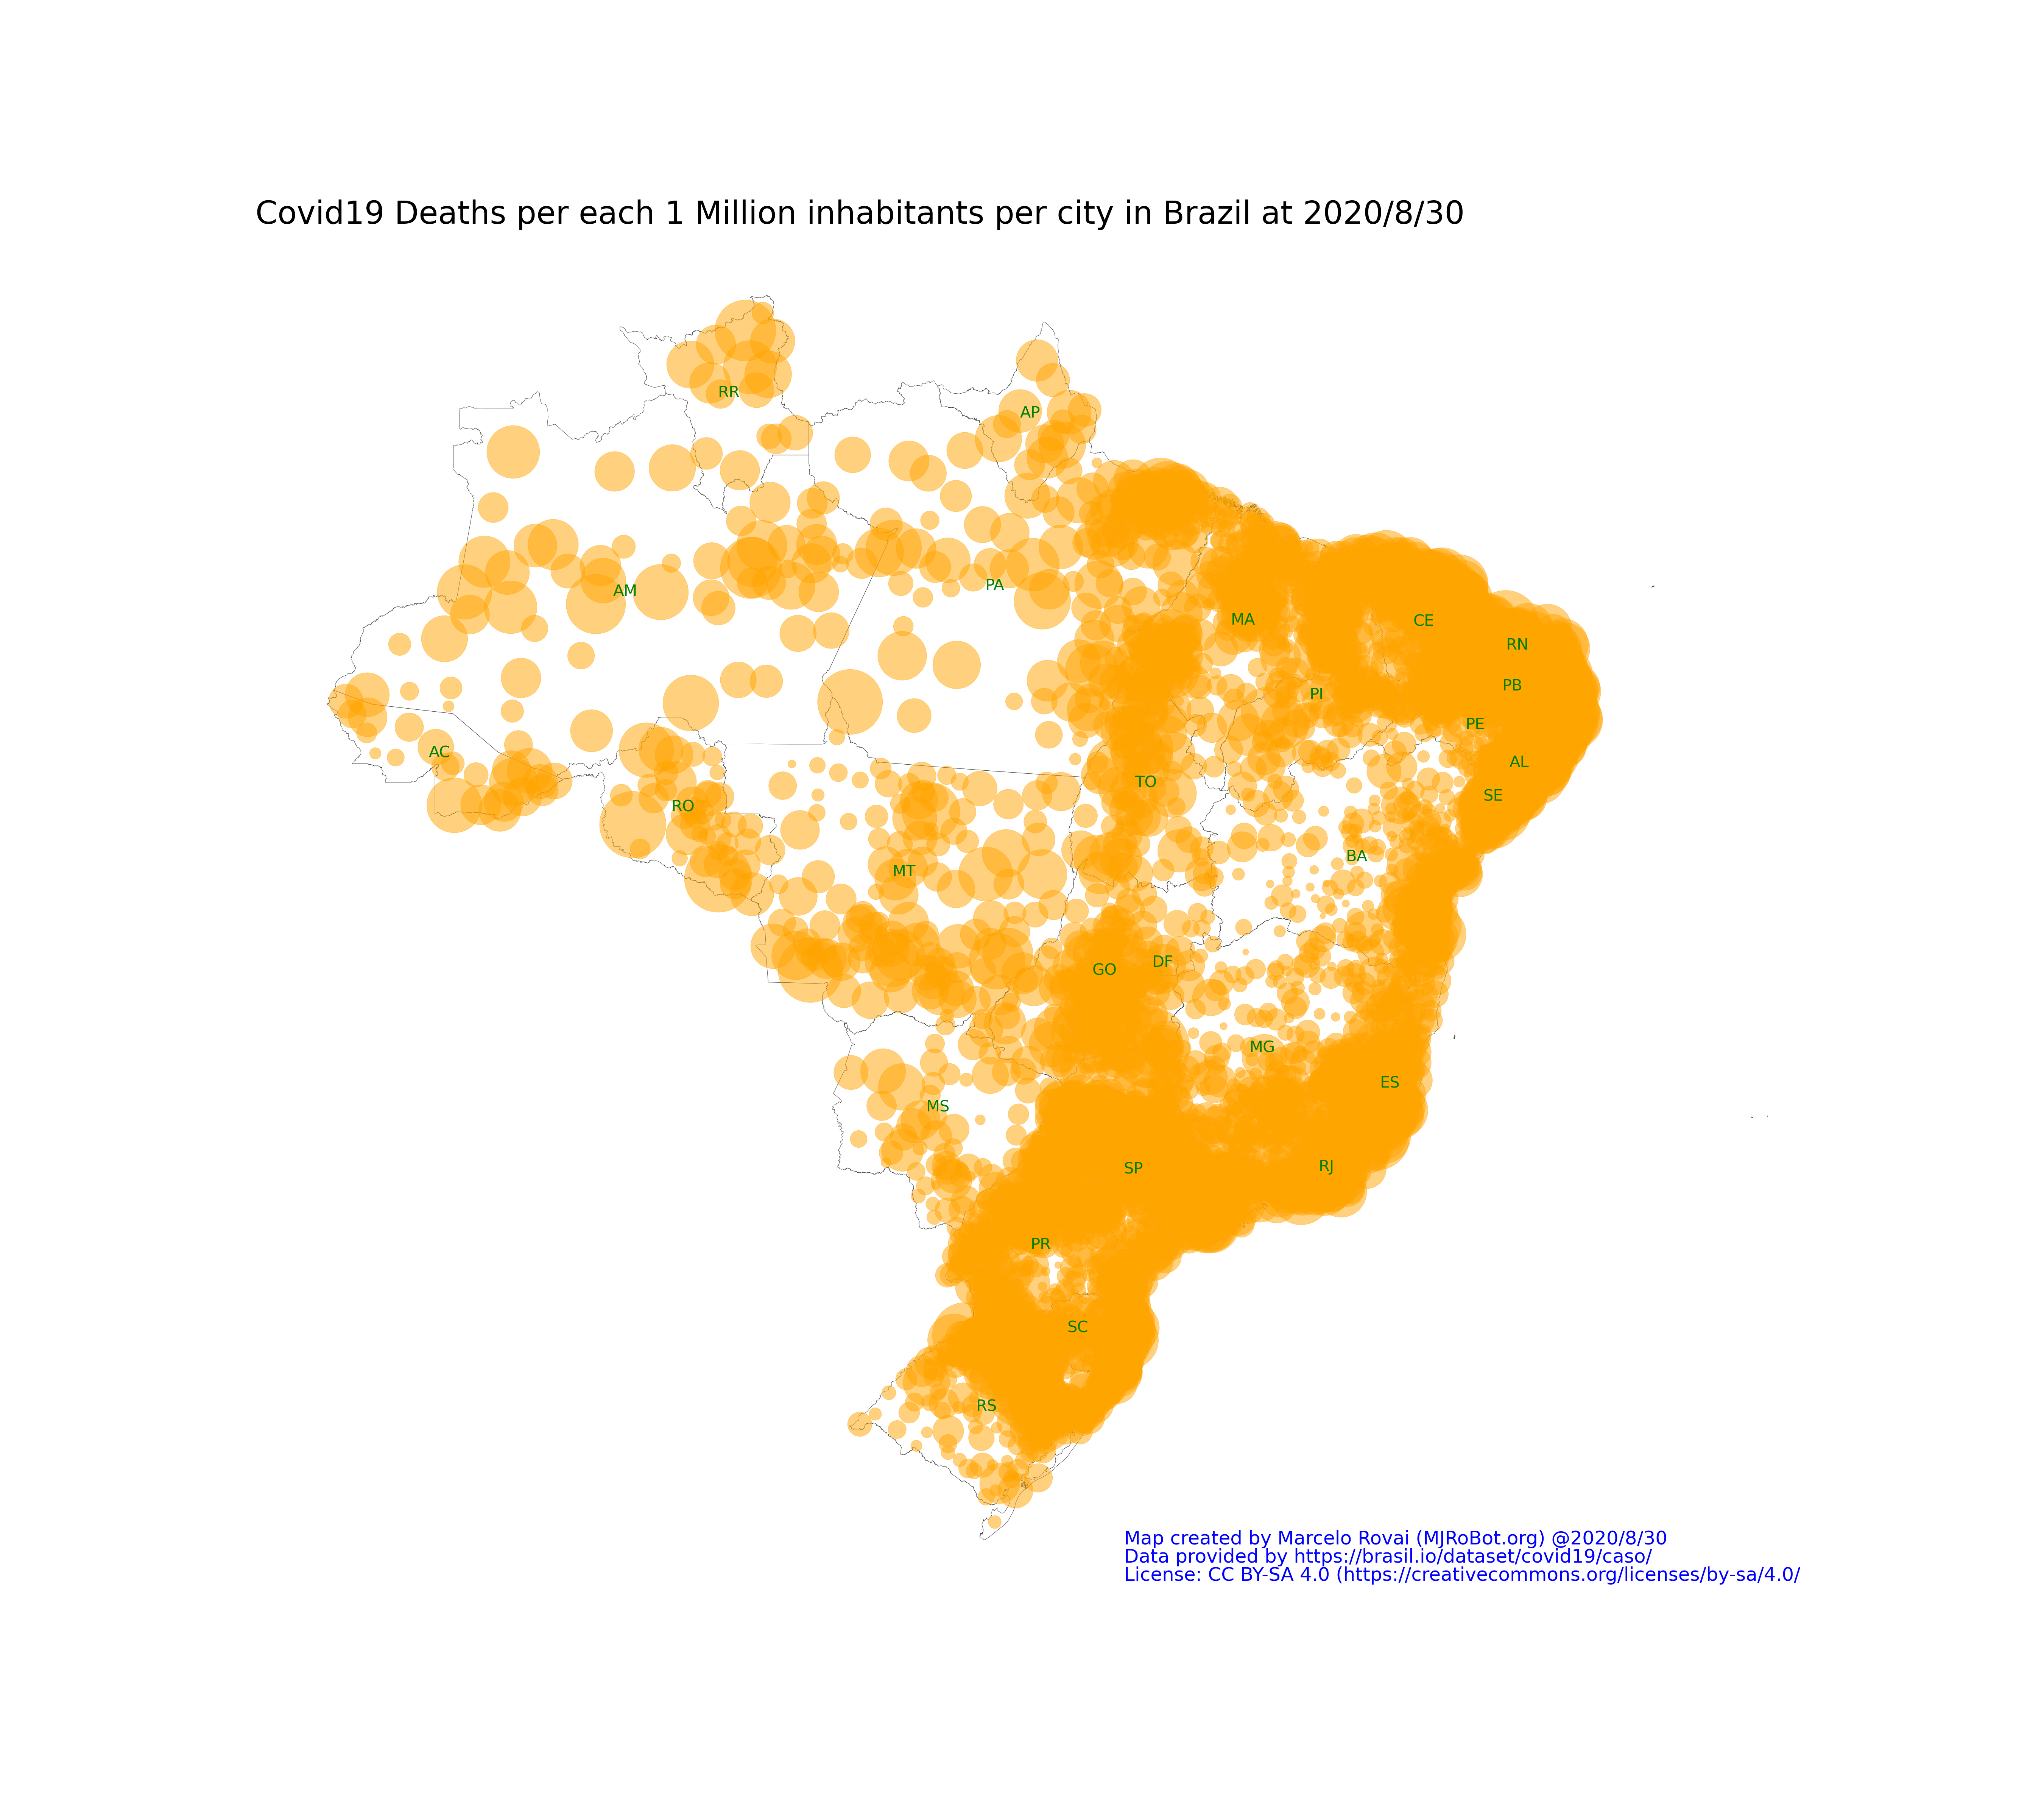 Covid19 Deaths per each 1 Million inhabitants per city in Brazil at 2020/8/30
RR
AP
AM
PA
MA
CE
RN
PB
PI
PE
AC
AL
TO
SE
RO
BA
MT
DF
GO
MG
ES
MS
RJ
SP
PR
SC
RS
Map created by Marcelo Rovai (MJRoBot.org) @2020/8/30
Data provided by https://brasil.io/dataset/covid19/caso/
License: CC BY-SA 4.0 (https://creativecommons.org/licenses/by-sa/4.0/